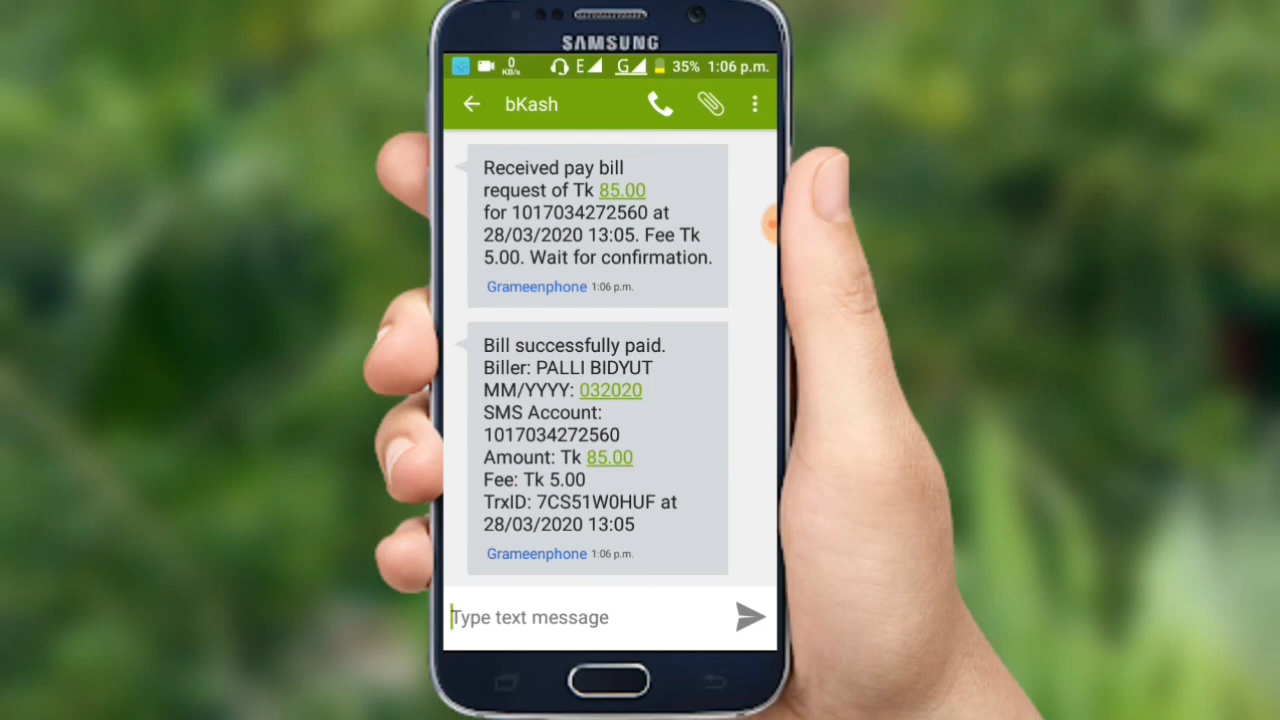 SAMSUNG
0
KB/s
E
G
35% 1:06 p.m.
bKash
Received pay bill
request of Tk 85.00
for 1017034272560 at
28/03/2020 13:05. Fee Tk
5.00. Wait for confirmation.
Grameenphone 1:06 p.m.
Bill successfully paid.
Biller: PALLI BIDYUT
MM/YYYY: 032020
SMS Account:
1017034272560
Amount: Tk 85.00
Fee: Tk 5.00
TrxID: 7CS51W0HUF at
28/03/2020 13:05
Grameenphone 1:06 p.m.
Type text message